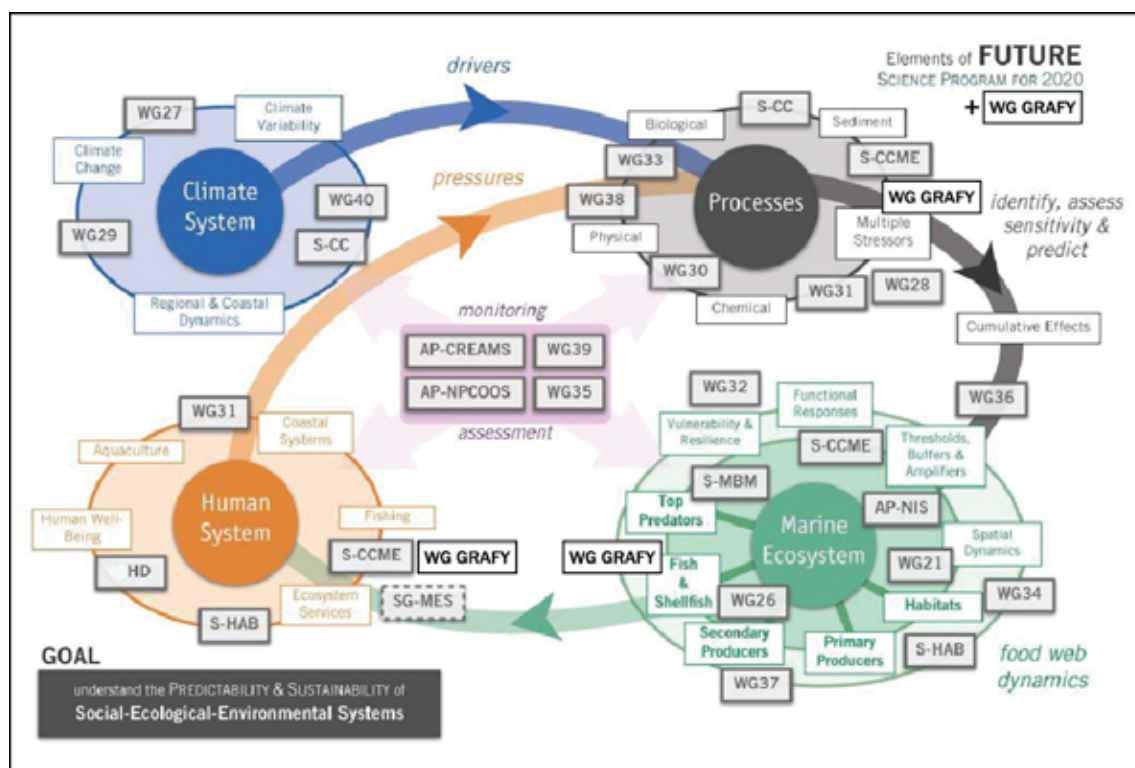 drivers
Elements of FUTURE
SCIENCE PROGRAM FOR 2020
+ WG GRAFY
WG27
Climate
Variability
Climate
Change
Climate
System
WG40
WG29
S-CC
Regional & Coastal
Dynamics
pressures
S-CC
Biological
Sediment
WG33
S-CCME
WG38
Processes
WG GRAFY
identify, assess
sensitivity &
predict
Multiple
Stressors
Physical
WG30
WG31
WG28
Chemical
Cumulative Effects
monitoring
AP-CREAMS
WG39
AP-NPCOOS
WG35
assessment
WG31
Coastal
Systems
Aquaculture
Human
System
Human Well-
Being
Fishing
HD
S-CCME
WG GRAFY
Ecosystem
Services
SG-MES
S-HAB
WG32
Functional
Responses
WG36
Vulnerability &
Resilience
S-CCME
Thresholds,
Buffers &
Amplifiers
S-MBM
Top
Predators
AP-NIS
Marine
Ecosystem
Spatial
Dynamics
WG GRAFY
Fish &
Shellfish
WG21
WG26
Habitats
WG34
Secondary
Producers
Primary
Producers
S-HAB
WG37
food web
dynamics
GOAL
understand the PREDICTABILITY & SUSTAINABILITY of
Social-Ecological-Environmental Systems